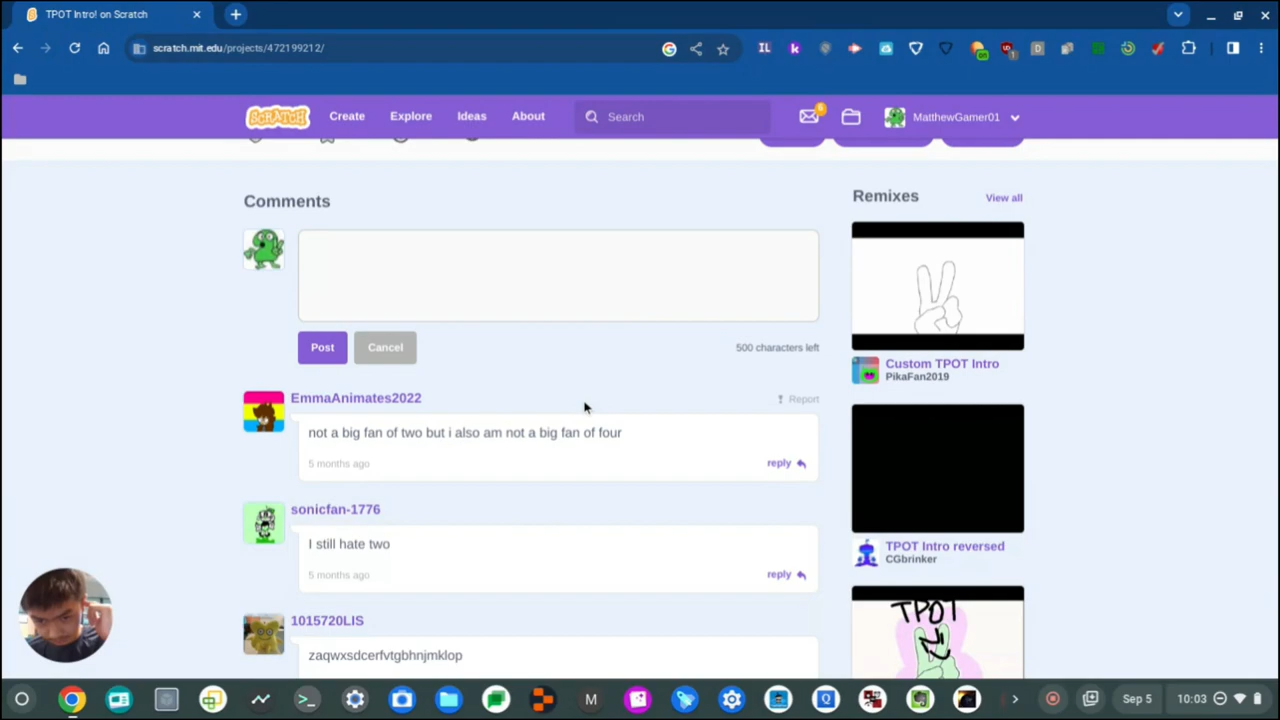 TPOT Intro! on Scratch
scratch.mit.edu/projects/472199212/
SCRATCH
Create
Explore
Ideas
About
Search
6
MatthewGamer01
Comments
Remixes
View all
Post
Cancel
500 characters left
Custom TPOT Intro
PikaFan2019
EmmaAnimates2022
Report
not a big fan of two but i also am not a big fan of four
5 months ago
reply
sonicfan-1776
I still hate two
5 months ago
reply
TPOT Intro reversed
CGbrinker
TPOT
1015720LIS
zaqwxsdcerfvtgbhnjmklop
Sep 5
10:03